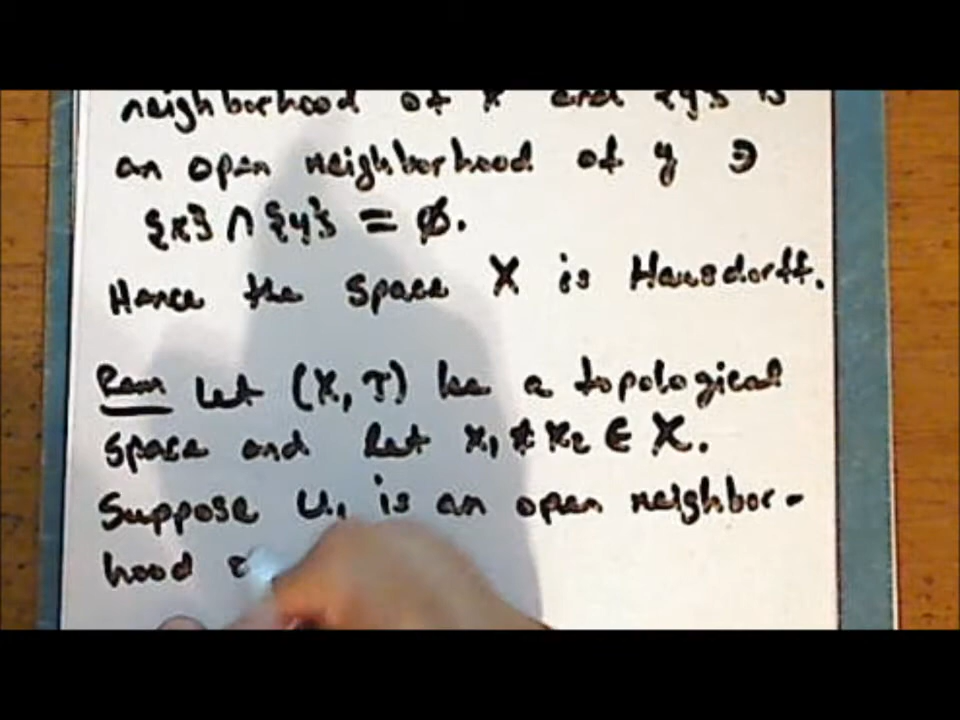 neighborhood of x and {y} is
an open neighborhood of y ∋
{x} ∩ {y} = ∅.
Hence the space X is Hausdorff.
Rem Let (X, T) be a topological
space and let x₁ ≠ x₂ ∈ X.
Suppose U₁ is an open neighbor-
hood